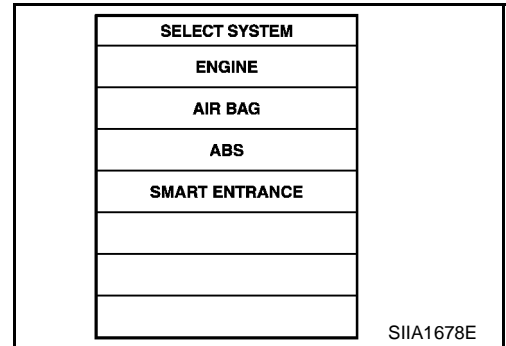 SELECT SYSTEM
ENGINE
AIR BAG
ABS
SMART ENTRANCE
SIIA1678E